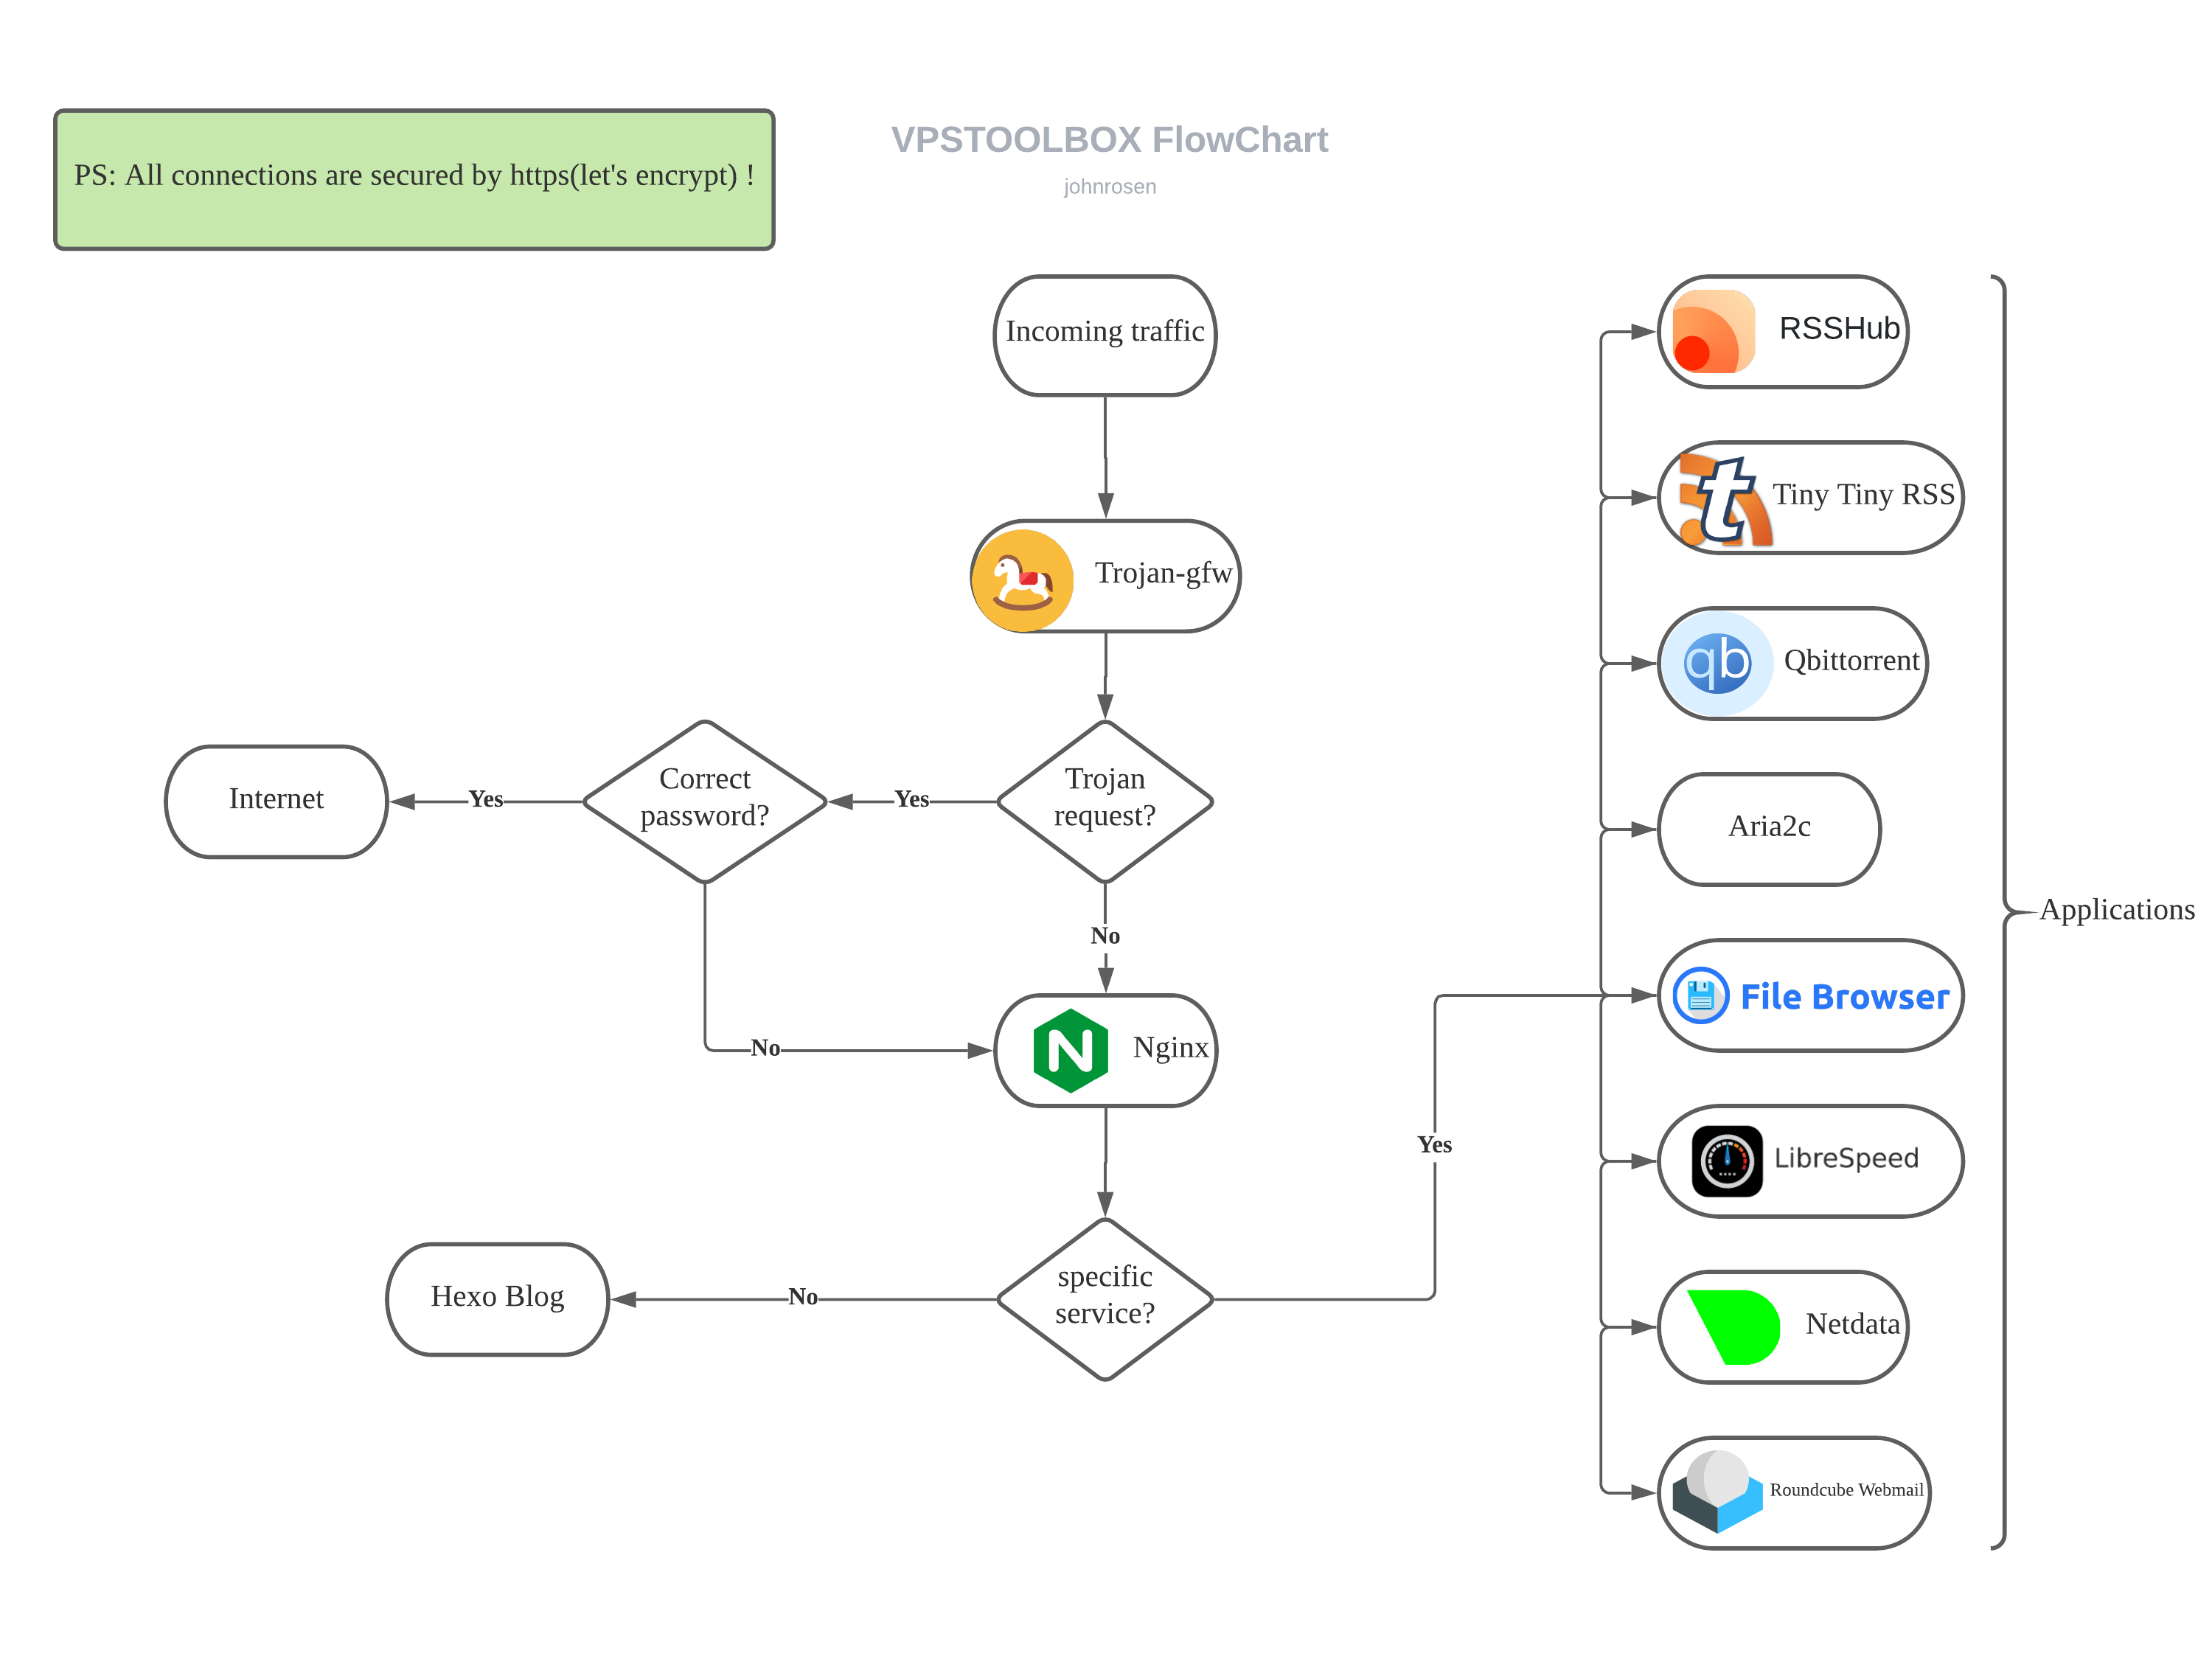 VPSTOOLBOX FlowChart
johnrosen
PS: All connections are secured by https(let's encrypt) !
Incoming traffic
Trojan-gfw
Trojan
request?
Yes
Correct
password?
Yes
Internet
No
No
Nginx
specific
service?
No
Hexo Blog
Yes
RSSHub
t
Tiny Tiny RSS
qb
Qbittorrent
Aria2c
File Browser
LibreSpeed
Netdata
Roundcube Webmail
Applications